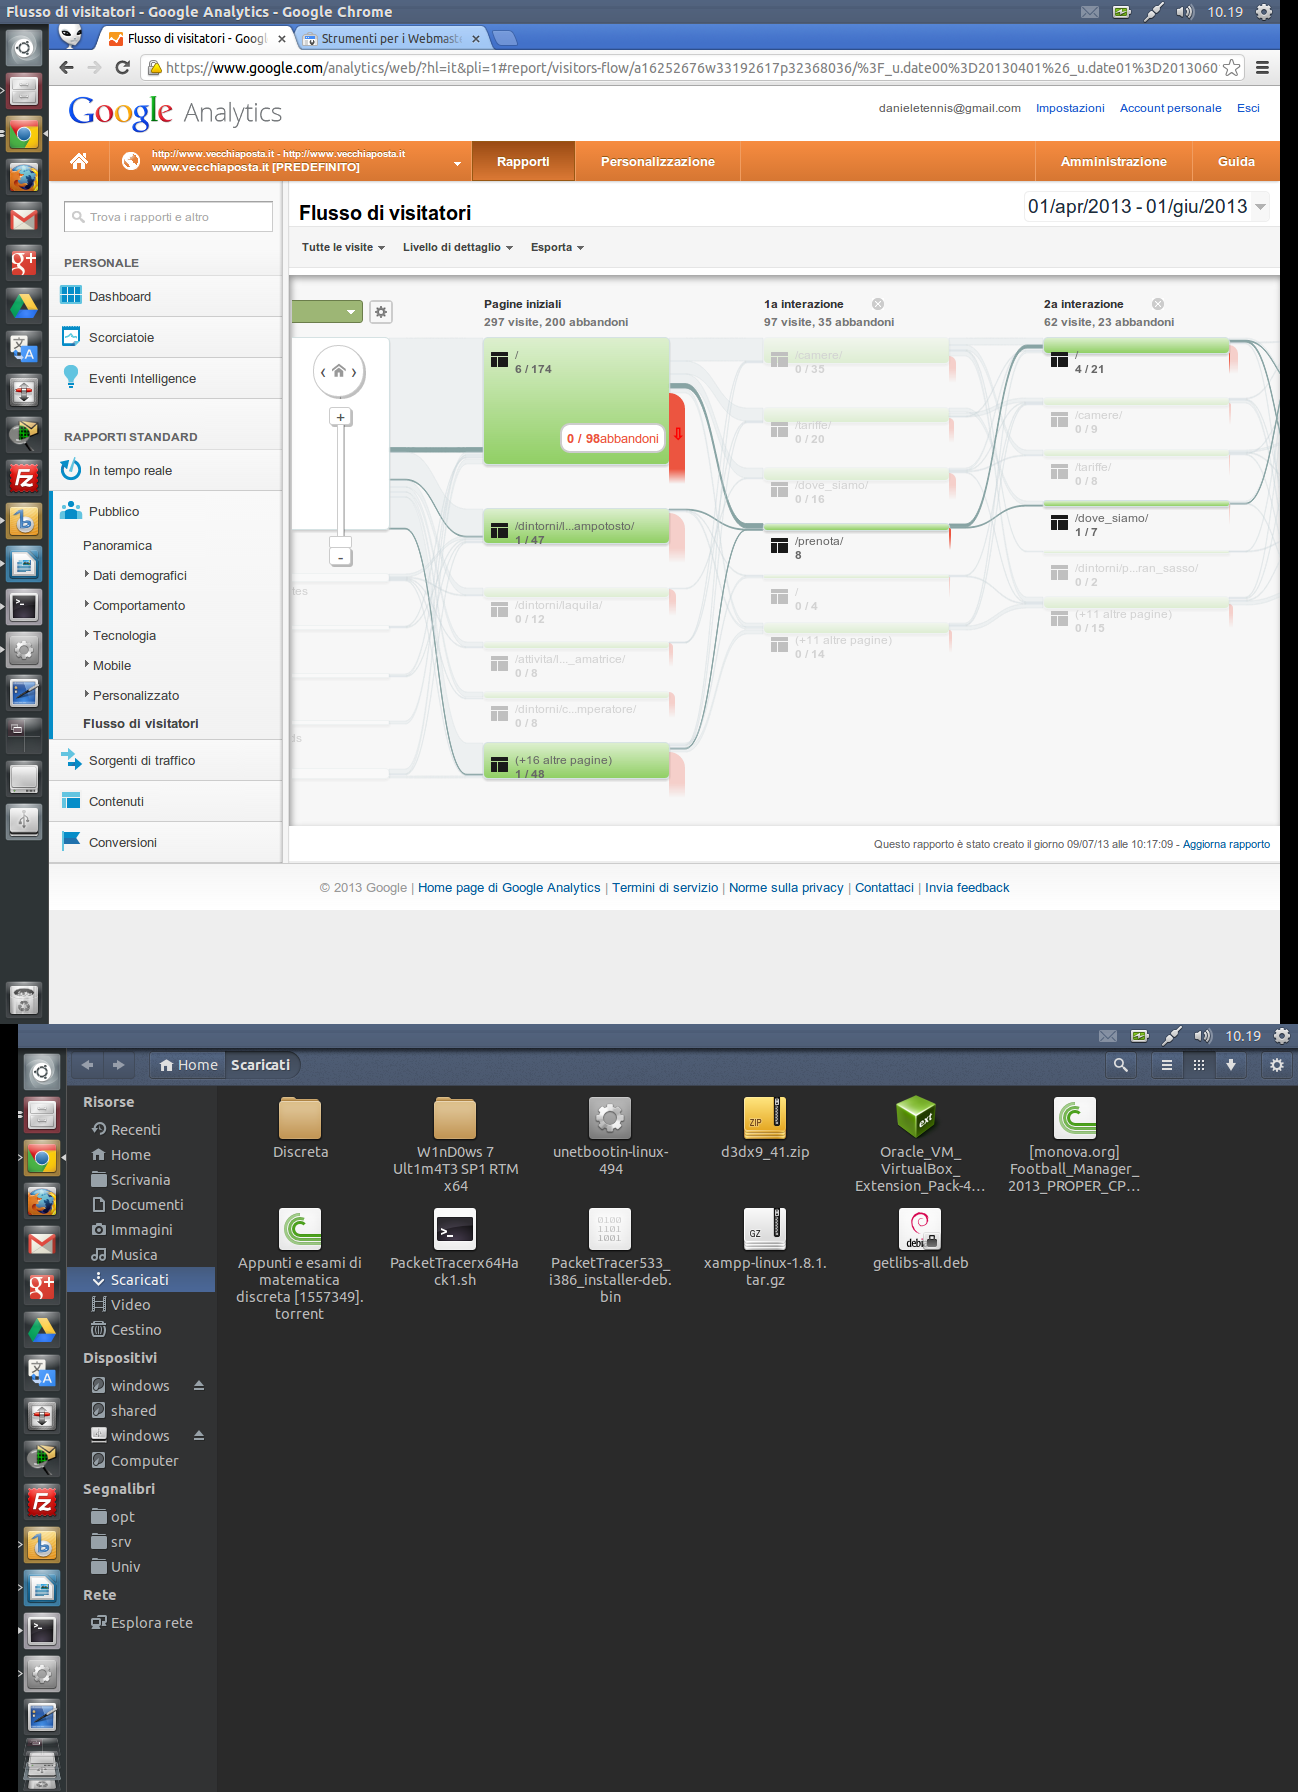 Flusso di visitatori - Google Analytics - Google Chrome
10.19
Flusso di visitatori - Googl
Strumenti per i Webmast
https://www.google.com/analytics/web/?hl=it&pli=1#report/visitors-flow/a16252676w33192617p32368036/%3F_u.date00%3D20130401%26_u.date01%3D2013060
Google Analytics
danieletennis@gmail.com Impostazioni Account personale Esci
http://www.vecchiaposta.it - http://www.vecchiaposta.it
www.vecchiaposta.it [PREDEFINITO]
Rapporti
Personalizzazione
Amministrazione
Guida
Trova i rapporti e altro
PERSONALE
Dashboard
Scorciatoie
Eventi Intelligence
RAPPORTI STANDARD
In tempo reale
Pubblico
Panoramica
Dati demografici
Comportamento
Tecnologia
Mobile
Personalizzato
Flusso di visitatori
Sorgenti di traffico
Contenuti
Conversioni
Flusso di visitatori
01/apr/2013 - 01/giu/2013
Tutte le visite
Livello di dettaglio
Esporta
tes
ds
Pagine iniziali
297 visite, 200 abbandoni
/
6 / 174
0 / 98abbandoni
/dintorni/l...ampotosto/
1 / 47
/dintorni/laquila/
0 / 12
/attivita/l..._amatrice/
0 / 8
/dintorni/c...mperatore/
0 / 8
(+16 altre pagine)
1 / 48
1a interazione
97 visite, 35 abbandoni
/camere/
0 / 35
/tariffe/
0 / 20
/dove_siamo/
0 / 16
/prenota/
8
/
0 / 4
(+11 altre pagine)
0 / 14
2a interazione
62 visite, 23 abbandoni
/
4 / 21
/camere/
0 / 9
/tariffe/
0 / 8
/dove_siamo/
1 / 7
/dintorni/p...ran_sasso/
0 / 2
(+11 altre pagine)
0 / 15
Questo rapporto è stato creato il giorno 09/07/13 alle 10:17:09 - Aggiorna rapporto
© 2013 Google | Home page di Google Analytics | Termini di servizio | Norme sulla privacy | Contattaci | Invia feedback
10.19
Home
Scaricati
Risorse
Recenti
Home
Scrivania
Documenti
Immagini
Musica
Scaricati
Video
Cestino
Dispositivi
windows
shared
windows
Computer
Segnalibri
opt
srv
Univ
Rete
Esplora rete
Discreta
W1nD0ws 7
Ult1m4T3 SP1 RTM
x64
unetbootin-linux-
494
ZIP
d3dx9_41.zip
ext
Oracle_VM_
VirtualBox_
Extension_Pack-4...
[monova.org]
Football_Manager_
2013_PROPER_CP...
Appunti e esami di
matematica
discreta [1557349].
torrent
PacketTracerx64Ha
ck1.sh
0100
1101
1001
PacketTracer533_
i386_installer-deb.
bin
GZ
xampp-linux-1.8.1.
tar.gz
debi
getlibs-all.deb